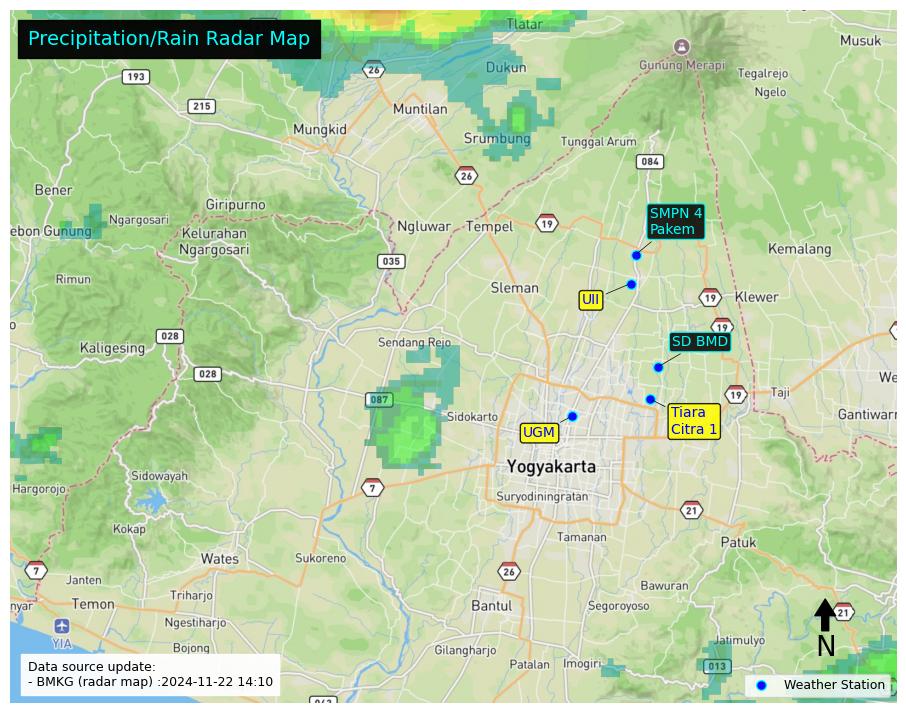 Precipitation/Rain Radar Map
Tlatar
Musuk
Gunung Merapi
Dukun
26
193
Tegalrejo
Ngelo
215
Muntilan
Mungkid
Srumbung
Tunggal Arum
084
26
Bener
Giripurno
SMPN 4
Pakem
Ngargosari
ebon Gunung
Kelurahan
Ngargosari
Ngluwar
Tempel
19
Kemalang
035
Rimun
Sleman
UII
19
Klewer
19
028
Kaligesing
Sendang Rejo
SD BMD
We
028
087
19
Taji
Sidokarto
Tiara
Citra 1
Gantiwarr
UGM
Yogyakarta
Sidowayah
Hargorojo
7
Suryodiningratan
21
Kokap
Tamanan
Patuk
Wates
Sukoreno
7
26
Janten
Triharjo
Bawuran
nyar
Temon
Bantul
Segoroyoso
21
Ngestiharjo
YIA
N
Bojong
Gilangharjo
Jatimulyo
Patalan
Imogiri
013
Data source update:
- BMKG (radar map) :2024-11-22 14:10
Weather Station